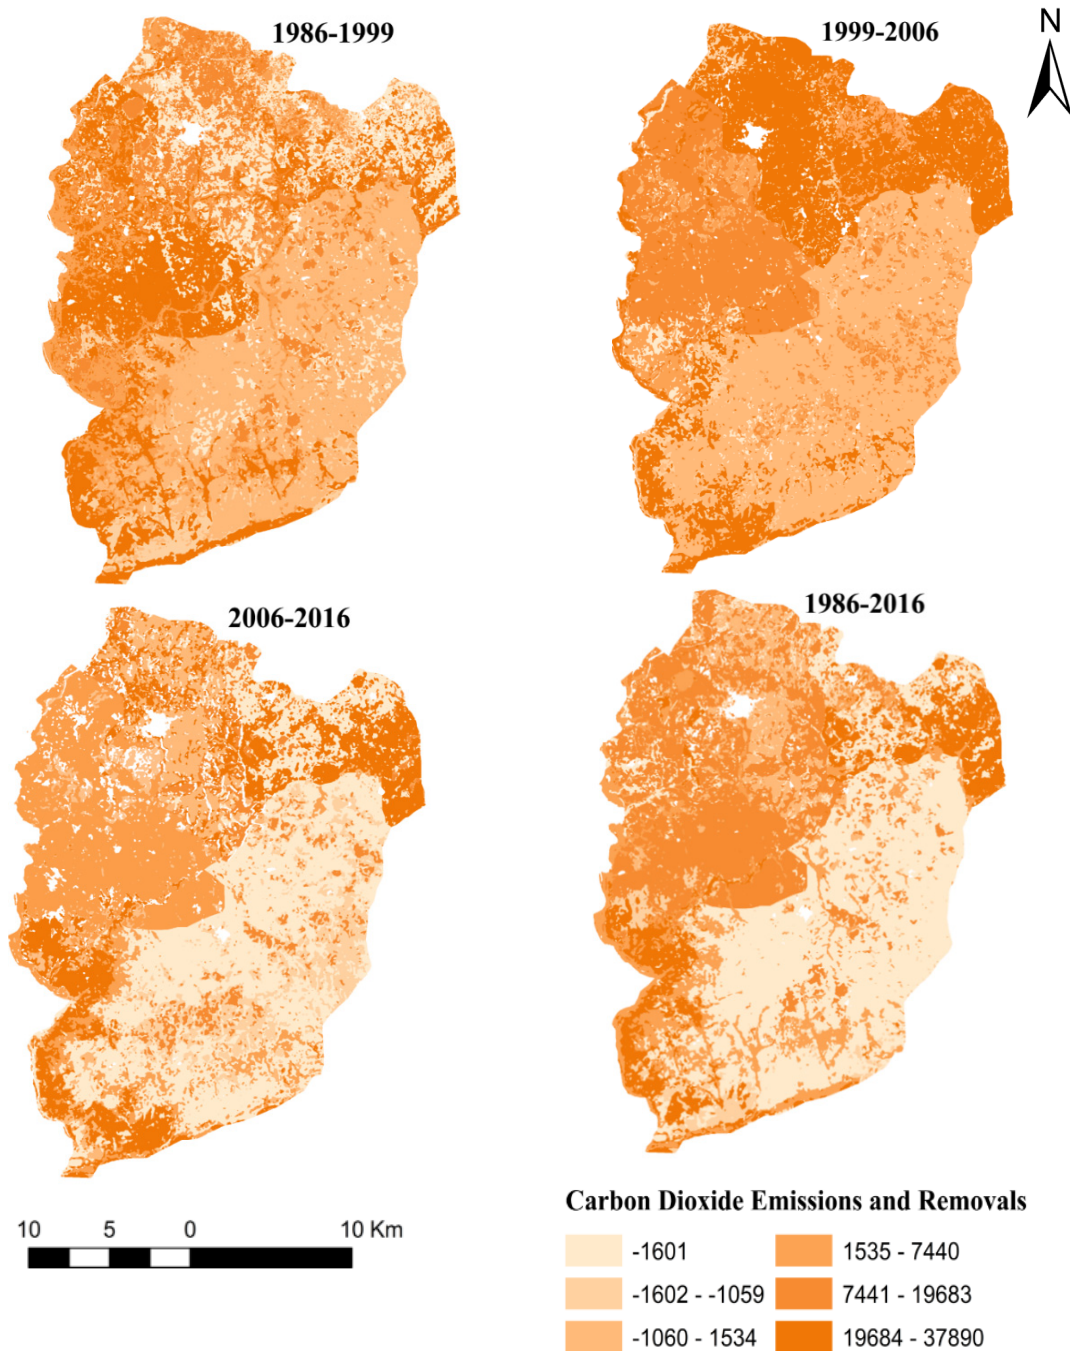 1986-1999
1999-2006
N
2006-2016
1986-2016
10 5 0 10 Km
Carbon Dioxide Emissions and Removals
-1601
1535 - 7440
-1602 - -1059
7441 - 19683
-1060 - 1534
19684 - 37890